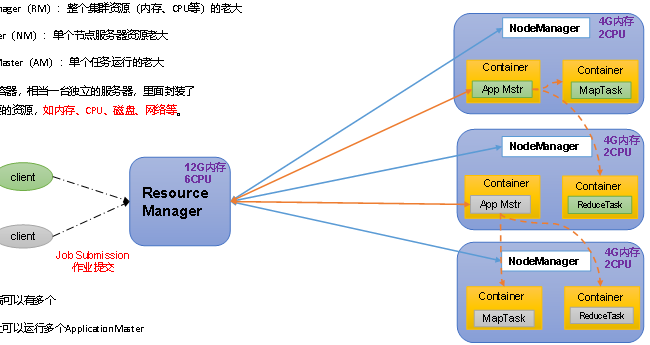 nager（RM）：整个集群资源（内存、CPU等）的老大
er（NM）：单个节点服务器资源老大
Master（AM）：单个任务运行的老大
容器，相当一台独立的服务器，里面封装了
要的资源，如内存、CPU、磁盘、网络等。
client
client
Job Submission
作业提交
12G内存
6CPU
Resource
Manager
4G内存
2CPU
NodeManager
Container
App Mstr
Container
MapTask
4G内存
2CPU
NodeManager
Container
App Mstr
Container
ReduceTask
4G内存
2CPU
NodeManager
Container
MapTask
Container
ReduceTask
可以有多个
可以运行多个ApplicationMaster